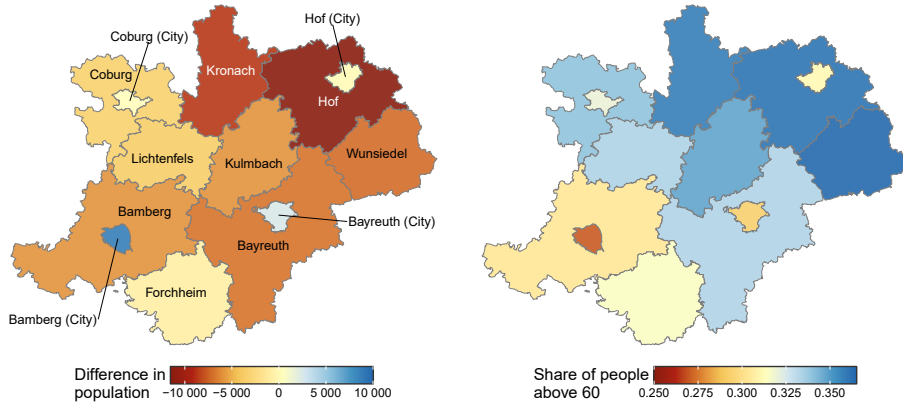 Hof (City)
Coburg (City)
Coburg
Kronach
Hof
Lichtenfels
Kulmbach
Wunsiedel
Bamberg
Bayreuth (City)
Bayreuth
Forchheim
Bamberg (City)
Difference in
population
−10 000 −5 000 0 5 000 10 000
Share of people
above 60
0.250 0.275 0.300 0.325 0.350